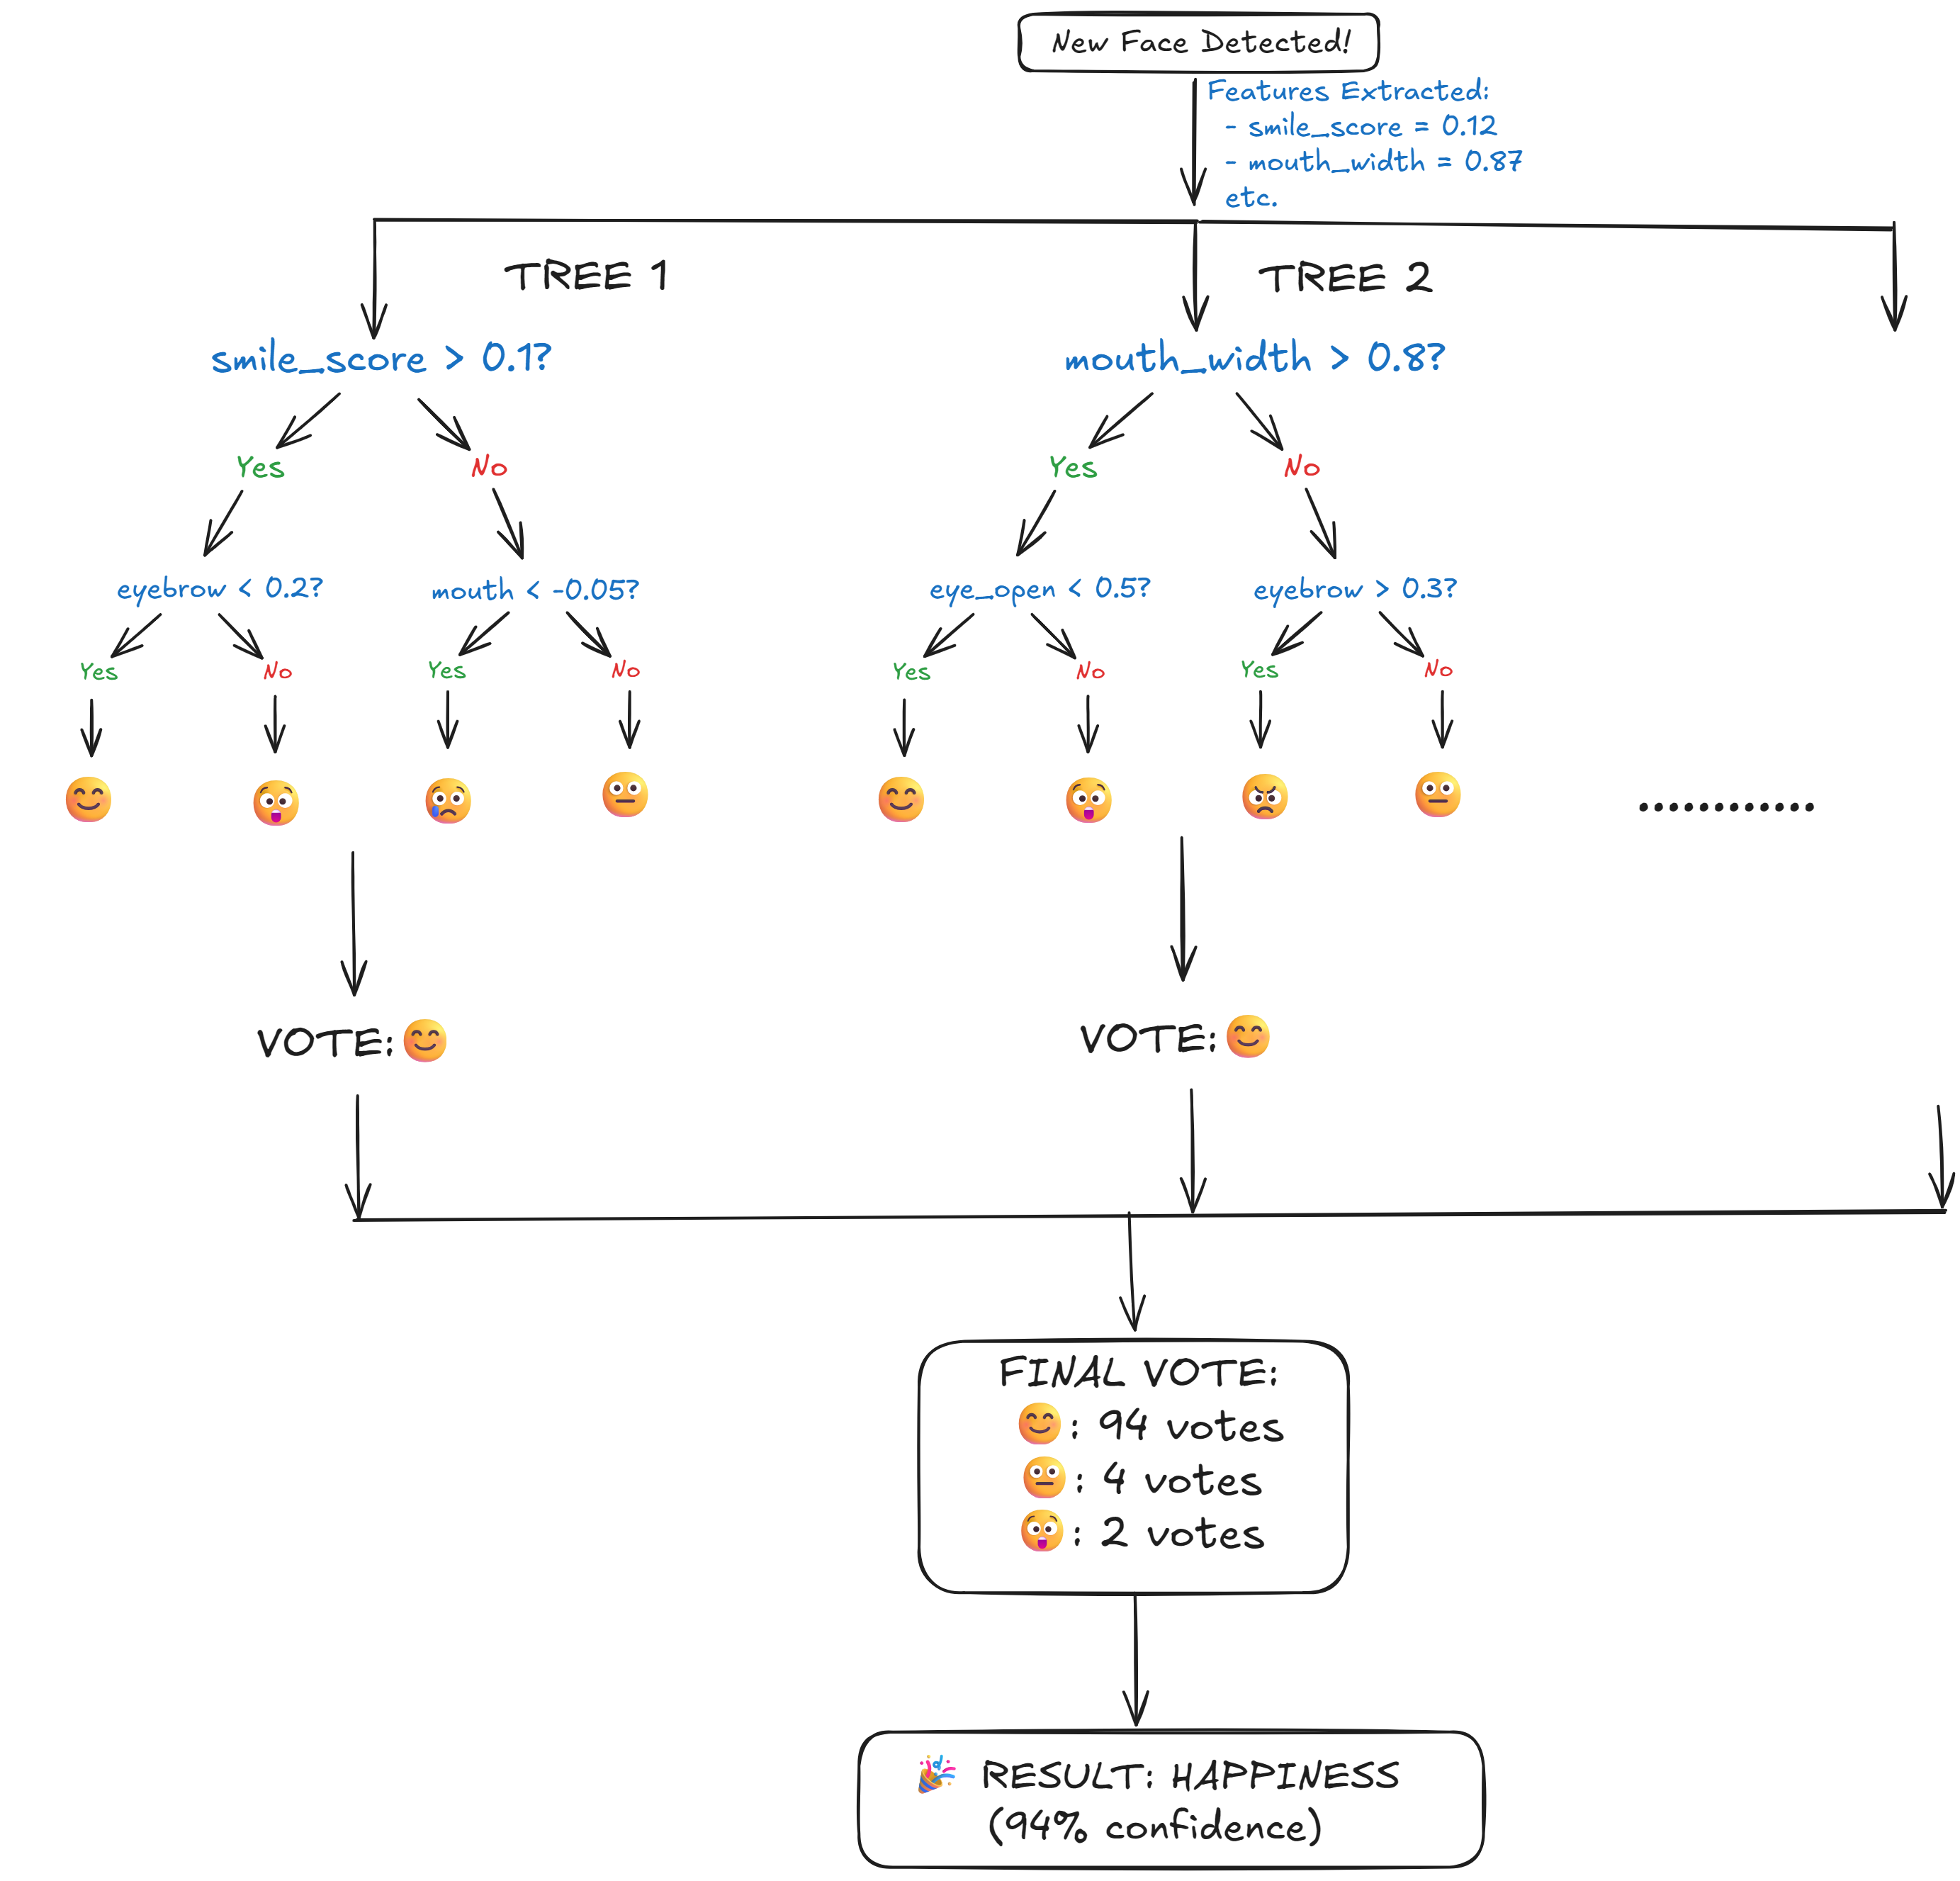 New Face Detected!
Features Extracted:
- smile_score = 0.12
- mouth_width = 0.87
etc.
TREE 1
TREE 2
smile_score > 0.1?
mouth_width > 0.8?
Yes
No
Yes
No
eyebrow < 0.2?
mouth < -0.05?
eye_open < 0.5?
eyebrow > 0.3?
Yes
No
Yes
No
Yes
No
Yes
No
............
VOTE:
VOTE:
FINAL VOTE:
: 94 votes
: 4 votes
: 2 votes
RESULT: HAPPINESS
(94% confidence)